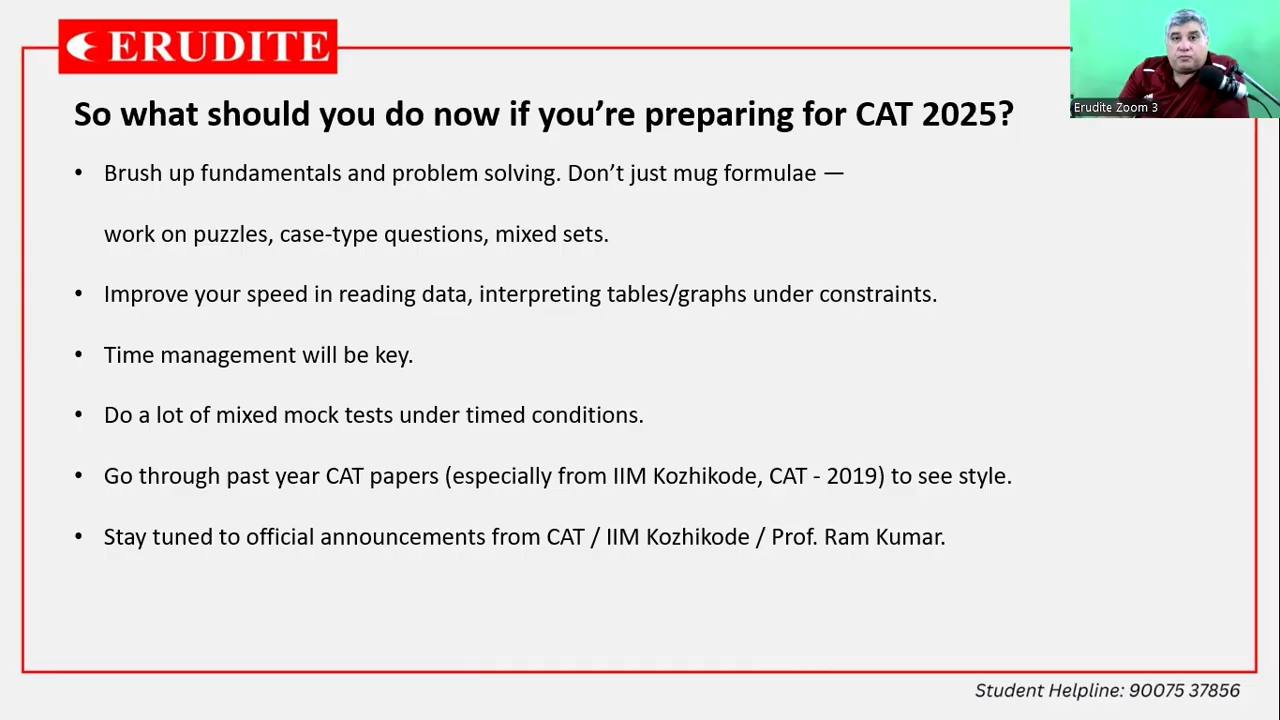 ERUDITE
Erudite Zoom 3
So what should you do now if you’re preparing for CAT 2025?
• Brush up fundamentals and problem solving. Don’t just mug formulae —
work on puzzles, case-type questions, mixed sets.
• Improve your speed in reading data, interpreting tables/graphs under constraints.
• Time management will be key.
• Do a lot of mixed mock tests under timed conditions.
• Go through past year CAT papers (especially from IIM Kozhikode, CAT - 2019) to see style.
• Stay tuned to official announcements from CAT / IIM Kozhikode / Prof. Ram Kumar.
Student Helpline: 90075 37856